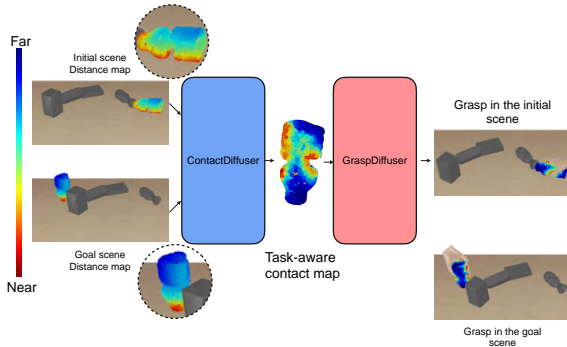 Far
Near
Initial scene
Distance map
Goal scene
Distance map
ContactDiffuser
Task-aware
contact map
GraspDiffuser
Grasp in the initial
scene
Grasp in the goal
scene